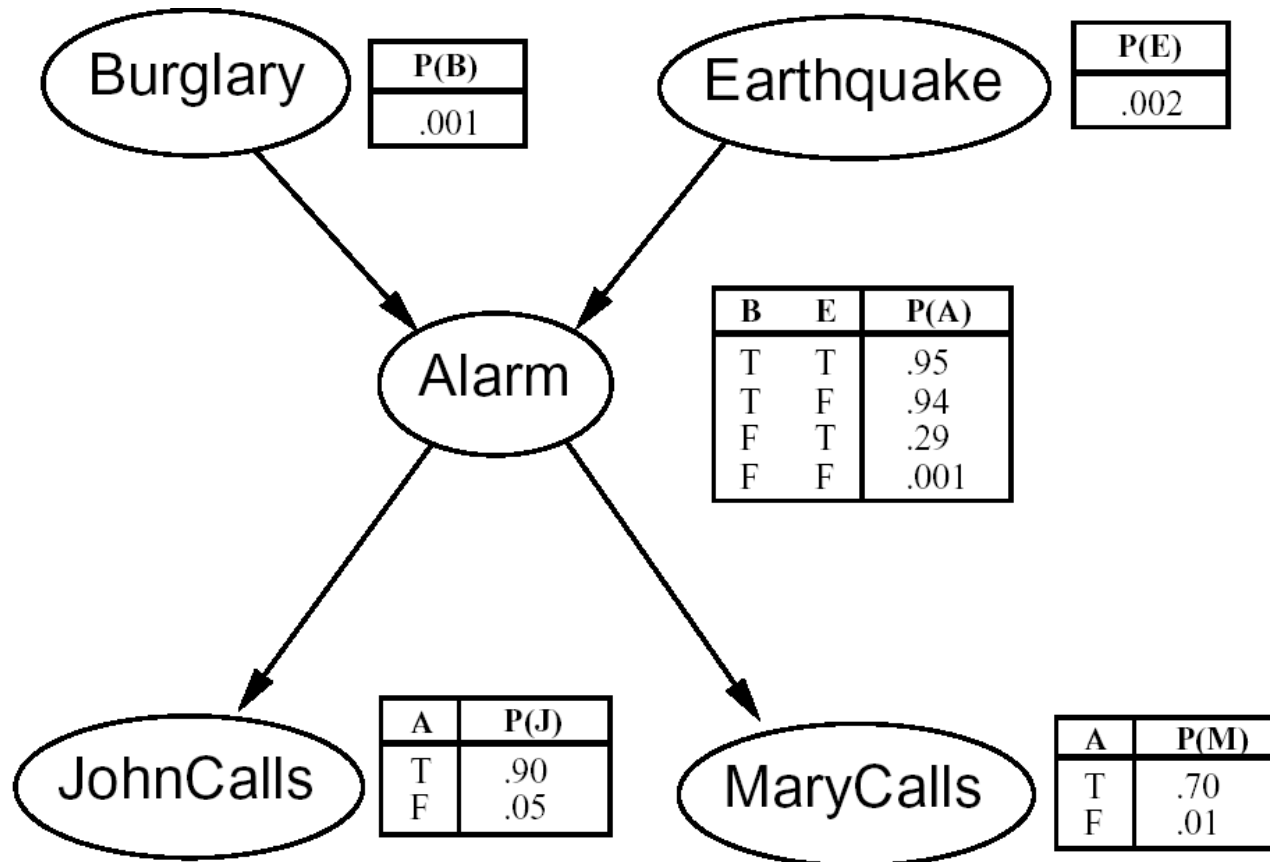 Burglary
P(B)
.001
Earthquake
P(E)
.002
Alarm
B E P(A)
T T .95
T F .94
F T .29
F F .001
JohnCalls
A P(J)
T .90
F .05
MaryCalls
A P(M)
T .70
F .01